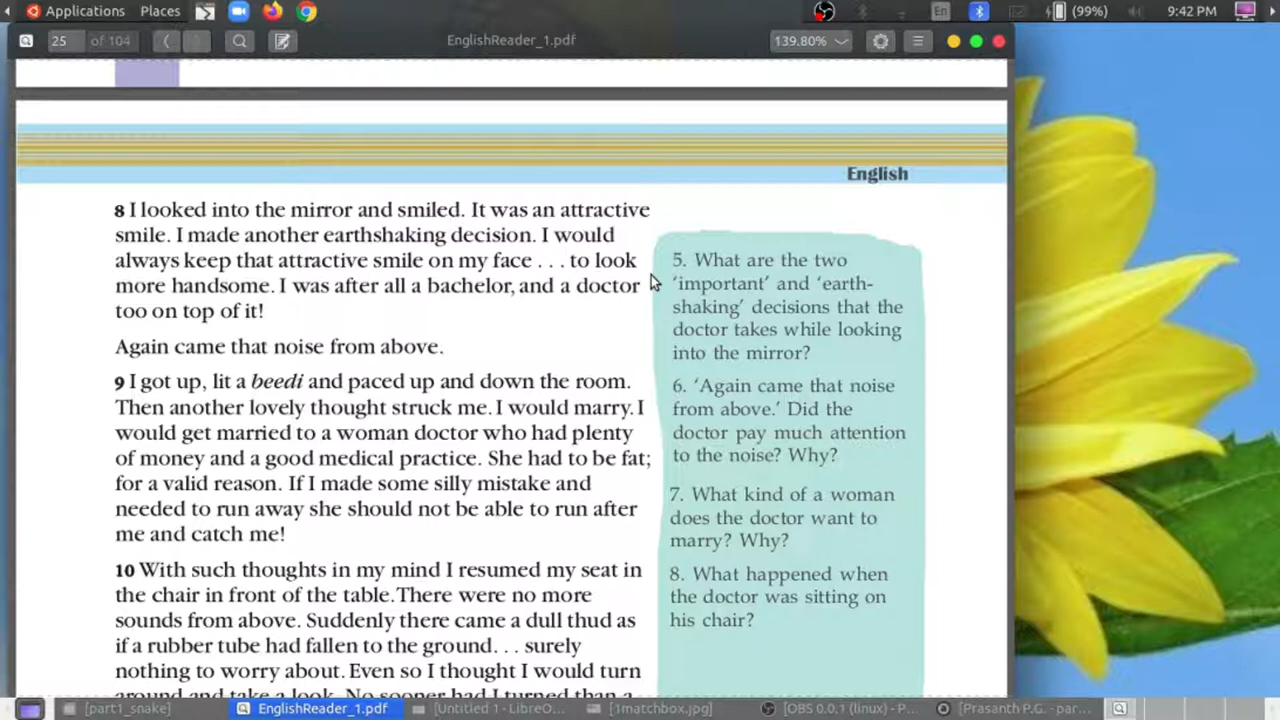 Applications Places En (99%) 9:42 PM
25 of 104 EnglishReader_1.pdf 139.80%
English
8 I looked into the mirror and smiled. It was an attractive
smile. I made another earthshaking decision. I would
always keep that attractive smile on my face . . . to look
more handsome. I was after all a bachelor, and a doctor
too on top of it!
Again came that noise from above.
9 I got up, lit a beedi and paced up and down the room.
Then another lovely thought struck me. I would marry. I
would get married to a woman doctor who had plenty
of money and a good medical practice. She had to be fat;
for a valid reason. If I made some silly mistake and
needed to run away she should not be able to run after
me and catch me!
10 With such thoughts in my mind I resumed my seat in
the chair in front of the table. There were no more
sounds from above. Suddenly there came a dull thud as
if a rubber tube had fallen to the ground. . . surely
nothing to worry about. Even so I thought I would turn
around and take a look. No sooner had I turned than a
5. What are the two
‘important’ and ‘earth-
shaking’ decisions that the
doctor takes while looking
into the mirror?
6. ‘Again came that noise
from above.’ Did the
doctor pay much attention
to the noise? Why?
7. What kind of a woman
does the doctor want to
marry? Why?
8. What happened when
the doctor was sitting on
his chair?
[part1_snake] EnglishReader_1.pdf [Untitled 1 - LibreO... [1matchbox.jpg] [OBS 0.0.1 (linux) - P... [Prasanth P.G. - par...